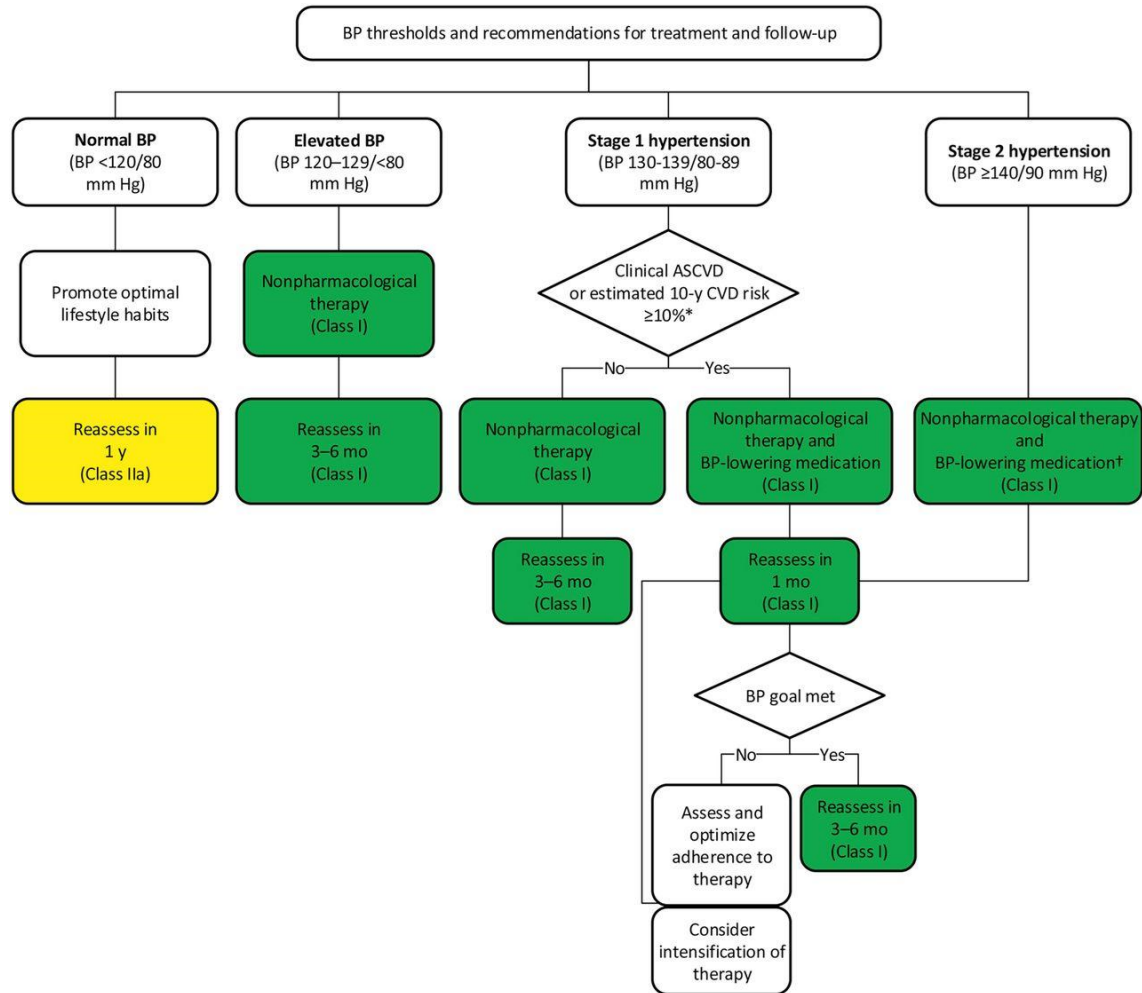 BP thresholds and recommendations for treatment and follow-up
Normal BP
(BP <120/80
mm Hg)
Elevated BP
(BP 120–129/<80
mm Hg)
Stage 1 hypertension
(BP 130-139/80-89
mm Hg)
Stage 2 hypertension
(BP ≥140/90 mm Hg)
Promote optimal
lifestyle habits
Nonpharmacological
therapy
(Class I)
Clinical ASCVD
or estimated 10-y CVD risk
≥10%*
No
Yes
Reassess in
1 y
(Class IIa)
Reassess in
3–6 mo
(Class I)
Nonpharmacological
therapy
(Class I)
Nonpharmacological
therapy and
BP-lowering medication
(Class I)
Nonpharmacological therapy
and
BP-lowering medication†
(Class I)
Reassess in
3–6 mo
(Class I)
Reassess in
1 mo
(Class I)
BP goal met
No
Yes
Assess and
optimize
adherence to
therapy
Reassess in
3–6 mo
(Class I)
Consider
intensification of
therapy